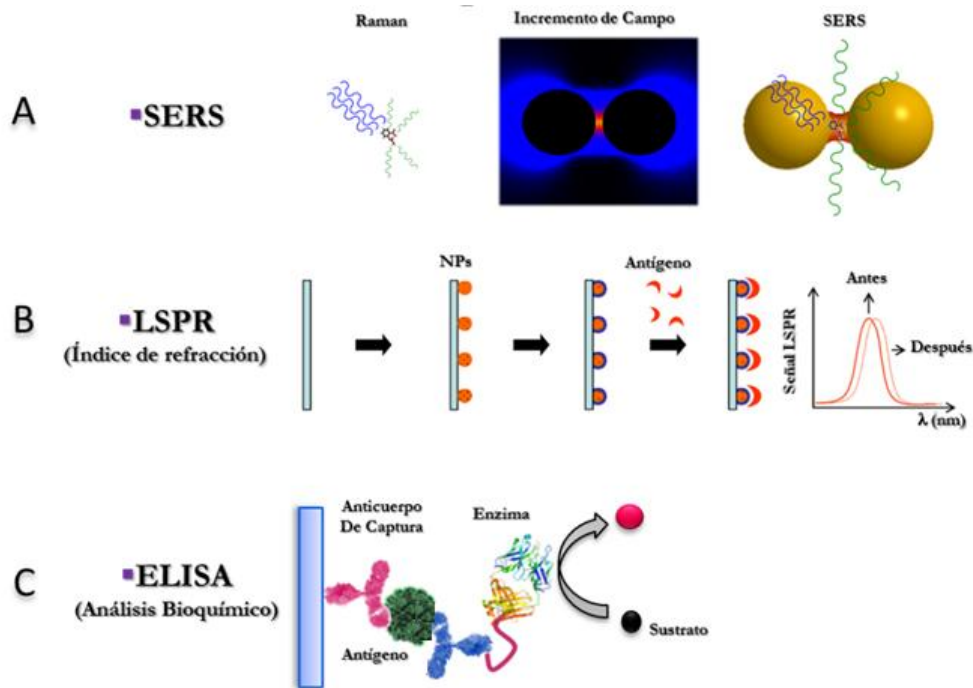 Raman
Incremento de Campo
SERS
A
▪SERS
NPs
Antígeno
Antes
B
▪LSPR
(Índice de refracción)
Señal LSPR
Después
λ (nm)
Anticuerpo
De Captura
Enzima
C
▪ELISA
(Análisis Bioquímico)
Antígeno
Sustrato